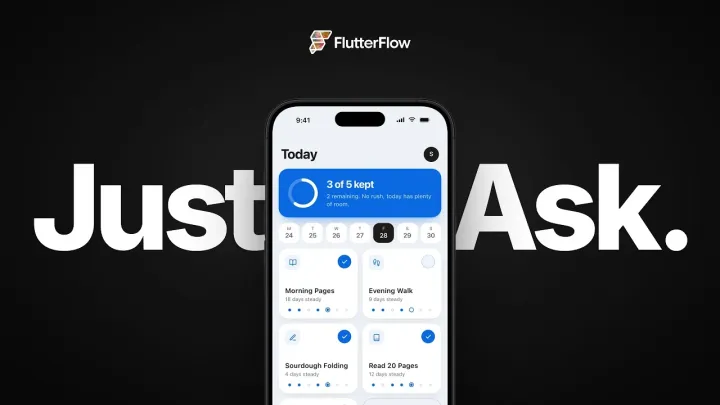 FlutterFlow
Just Ask.
9:41
Today
S
3 of 5 kept
2 remaining. No rush, today has plenty
of room.
M T W T F S S
24 25 26 27 28 29 30
Morning Pages
18 days steady
Evening Walk
9 days steady
Sourdough Folding
4 days steady
Read 20 Pages
12 days steady